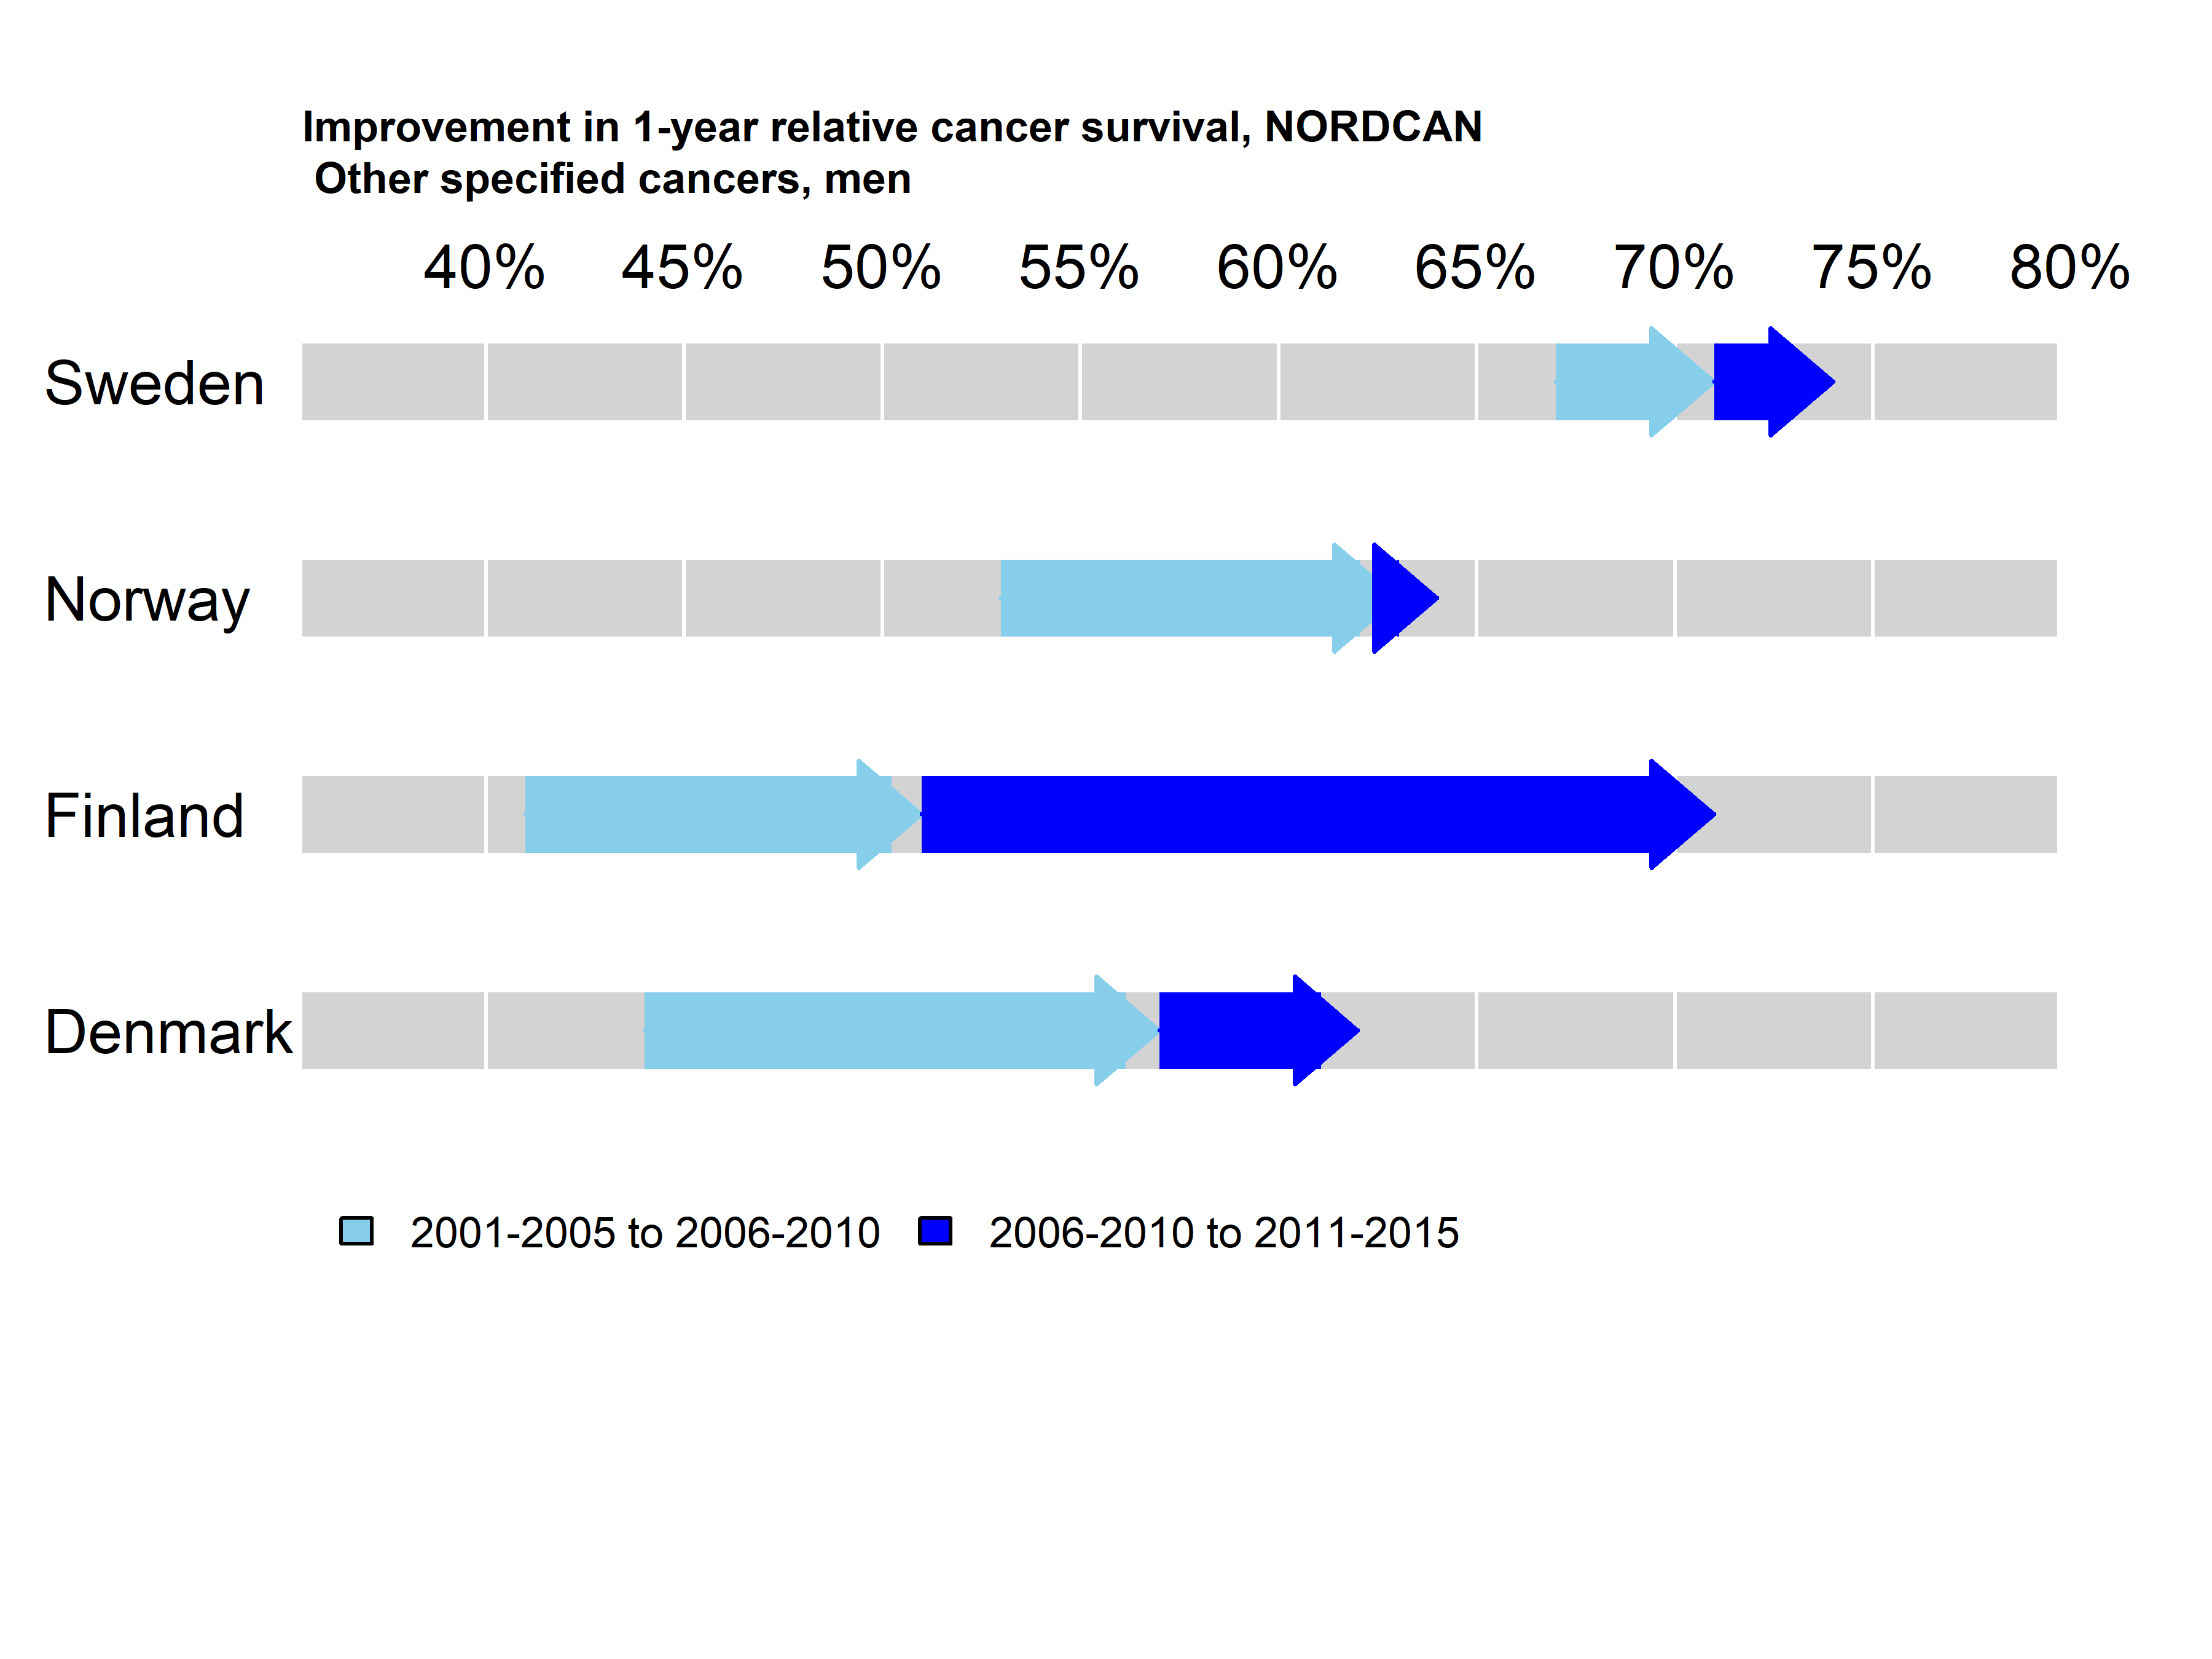 Improvement in 1-year relative cancer survival, NORDCAN
Other specified cancers, men
40% 45% 50% 55% 60% 65% 70% 75% 80%
Sweden
Norway
Finland
Denmark
2001-2005 to 2006-2010 2006-2010 to 2011-2015